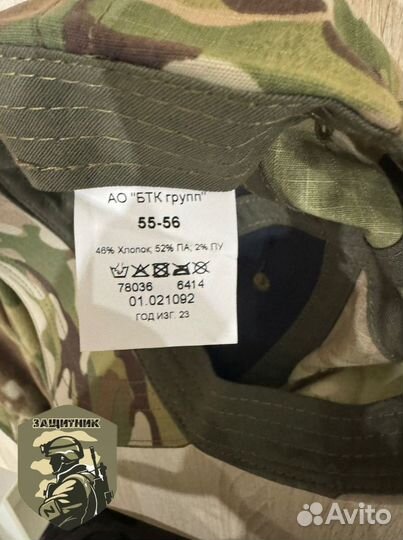 АО "БТК групп"
55-56
46% Хлопок; 52% ПА; 2% ПУ
78036 6414
01.021092
ГОД ИЗГ. 23
ЗАЩИТНИК
Z
Avito